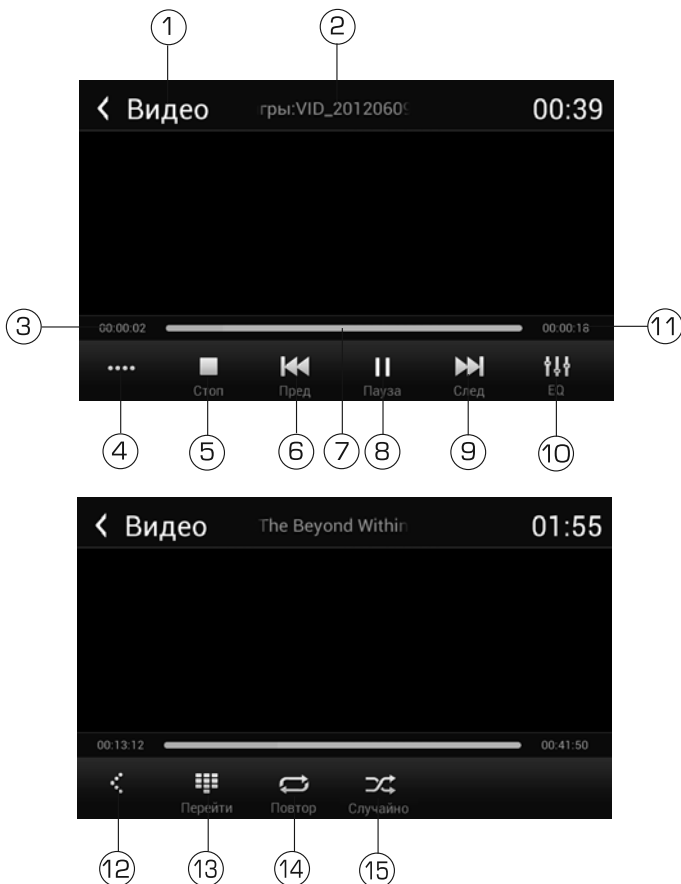 1 2
Видео гры:VID_20120609 00:39
3 00:00:02 00:00:18 11
Стоп Пред Пауза След EQ
4 5 6 7 8 9 10
Видео The Beyond Within 01:55
00:13:12 00:41:50
Перейти Повтор Случайно
12 13 14 15